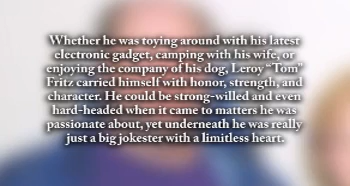 Whether he was toying around with his latest
electronic gadget, camping with his wife, or
enjoying the company of his dog, Leroy “Tom”
Fritz carried himself with honor, strength, and
character. He could be strong-willed and even
hard-headed when it came to matters he was
passionate about, yet underneath he was really
just a big jokester with a limitless heart.